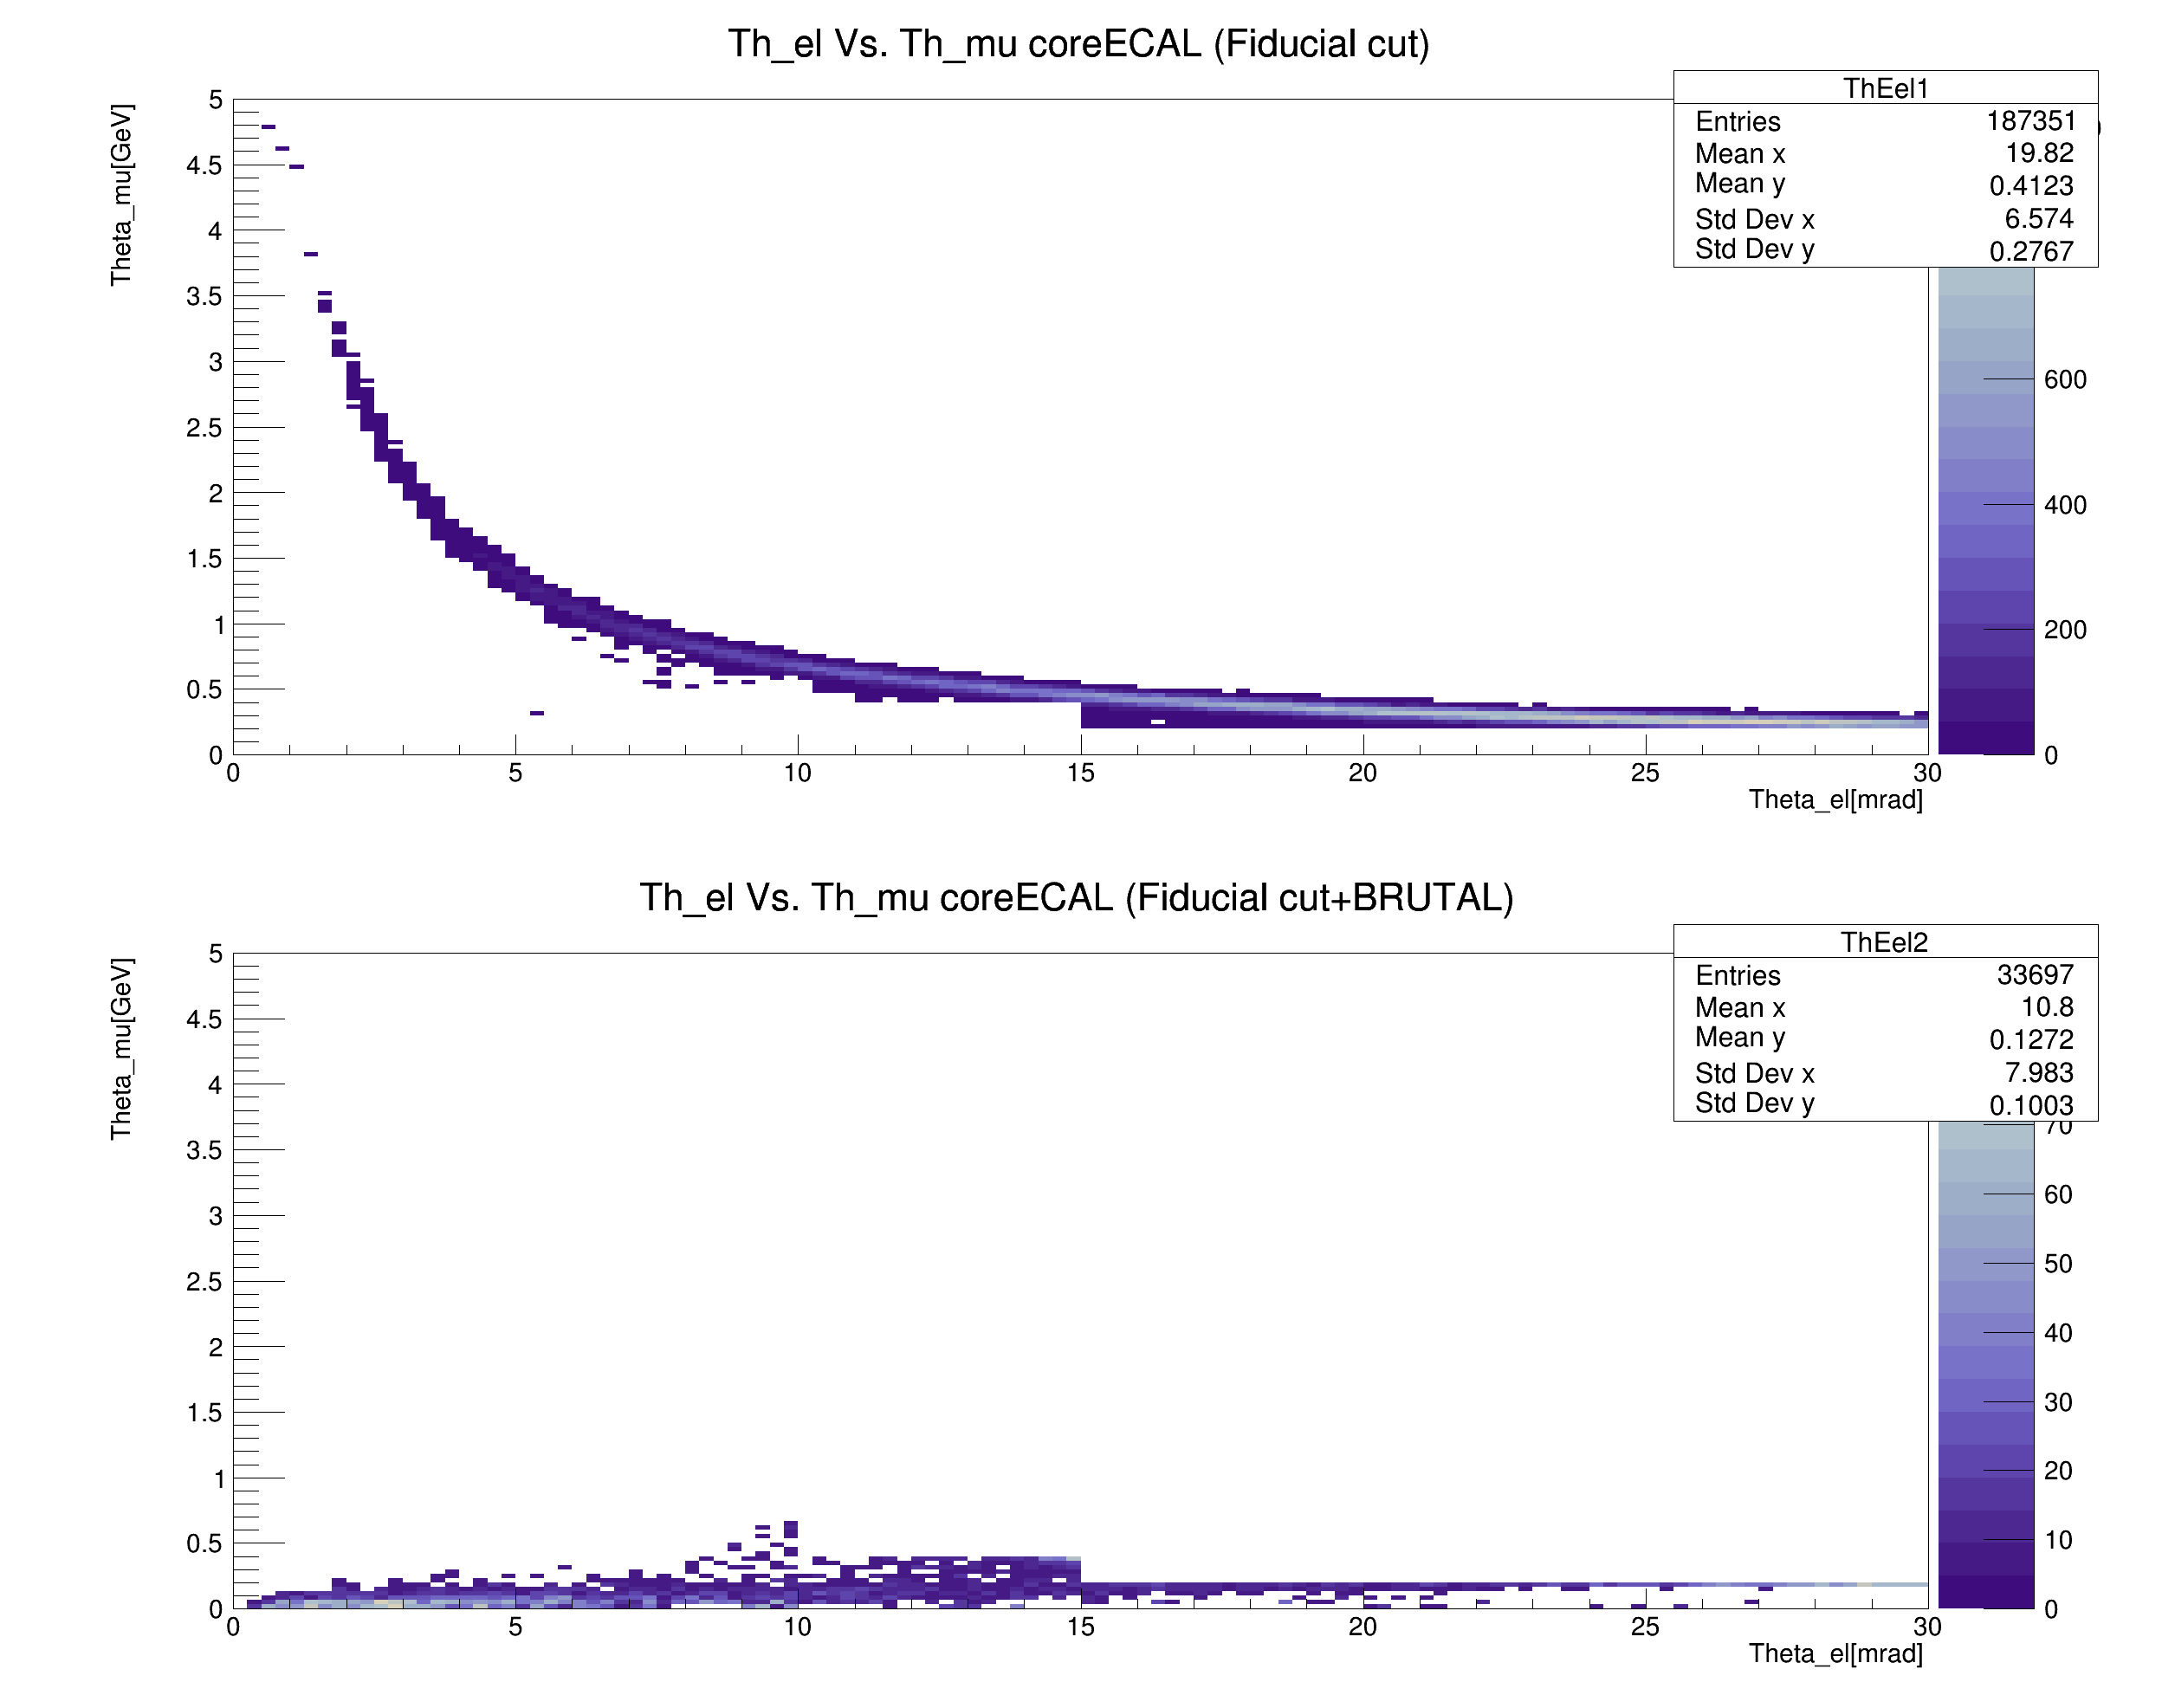 Th_el Vs. Th_mu coreECAL (Fiducial cut)
ThEel1
Entries 187351
Mean x 19.82
Mean y 0.4123
Std Dev x 6.574
Std Dev y 0.2767
Theta_mu[GeV]
5
4.5
4
3.5
3
2.5
2
1.5
1
0.5
0
0 5 10 15 20 25 30
Theta_el[mrad]
600
400
200
0
Th_el Vs. Th_mu coreECAL (Fiducial cut+BRUTAL)
ThEel2
Entries 33697
Mean x 10.8
Mean y 0.1272
Std Dev x 7.983
Std Dev y 0.1003
Theta_mu[GeV]
5
4.5
4
3.5
3
2.5
2
1.5
1
0.5
0
0 5 10 15 20 25 30
Theta_el[mrad]
70
60
50
40
30
20
10
0